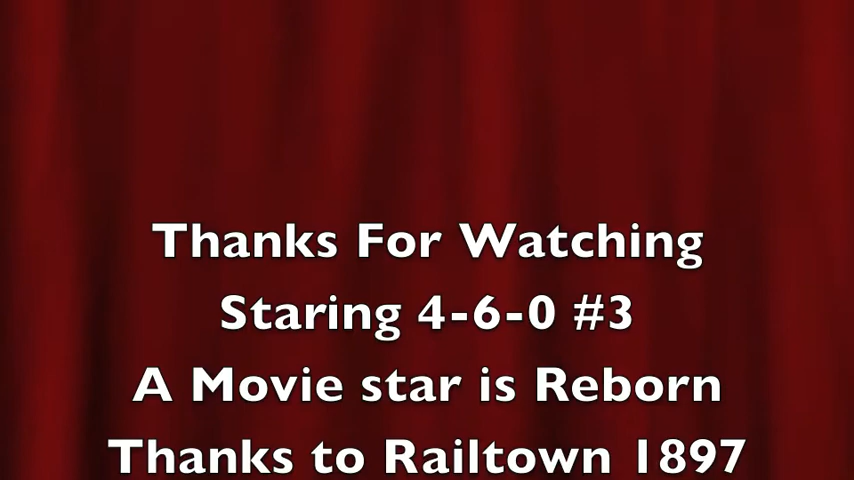 Thanks For Watching
Staring 4-6-0 #3
A Movie star is Reborn
Thanks to Railtown 1897